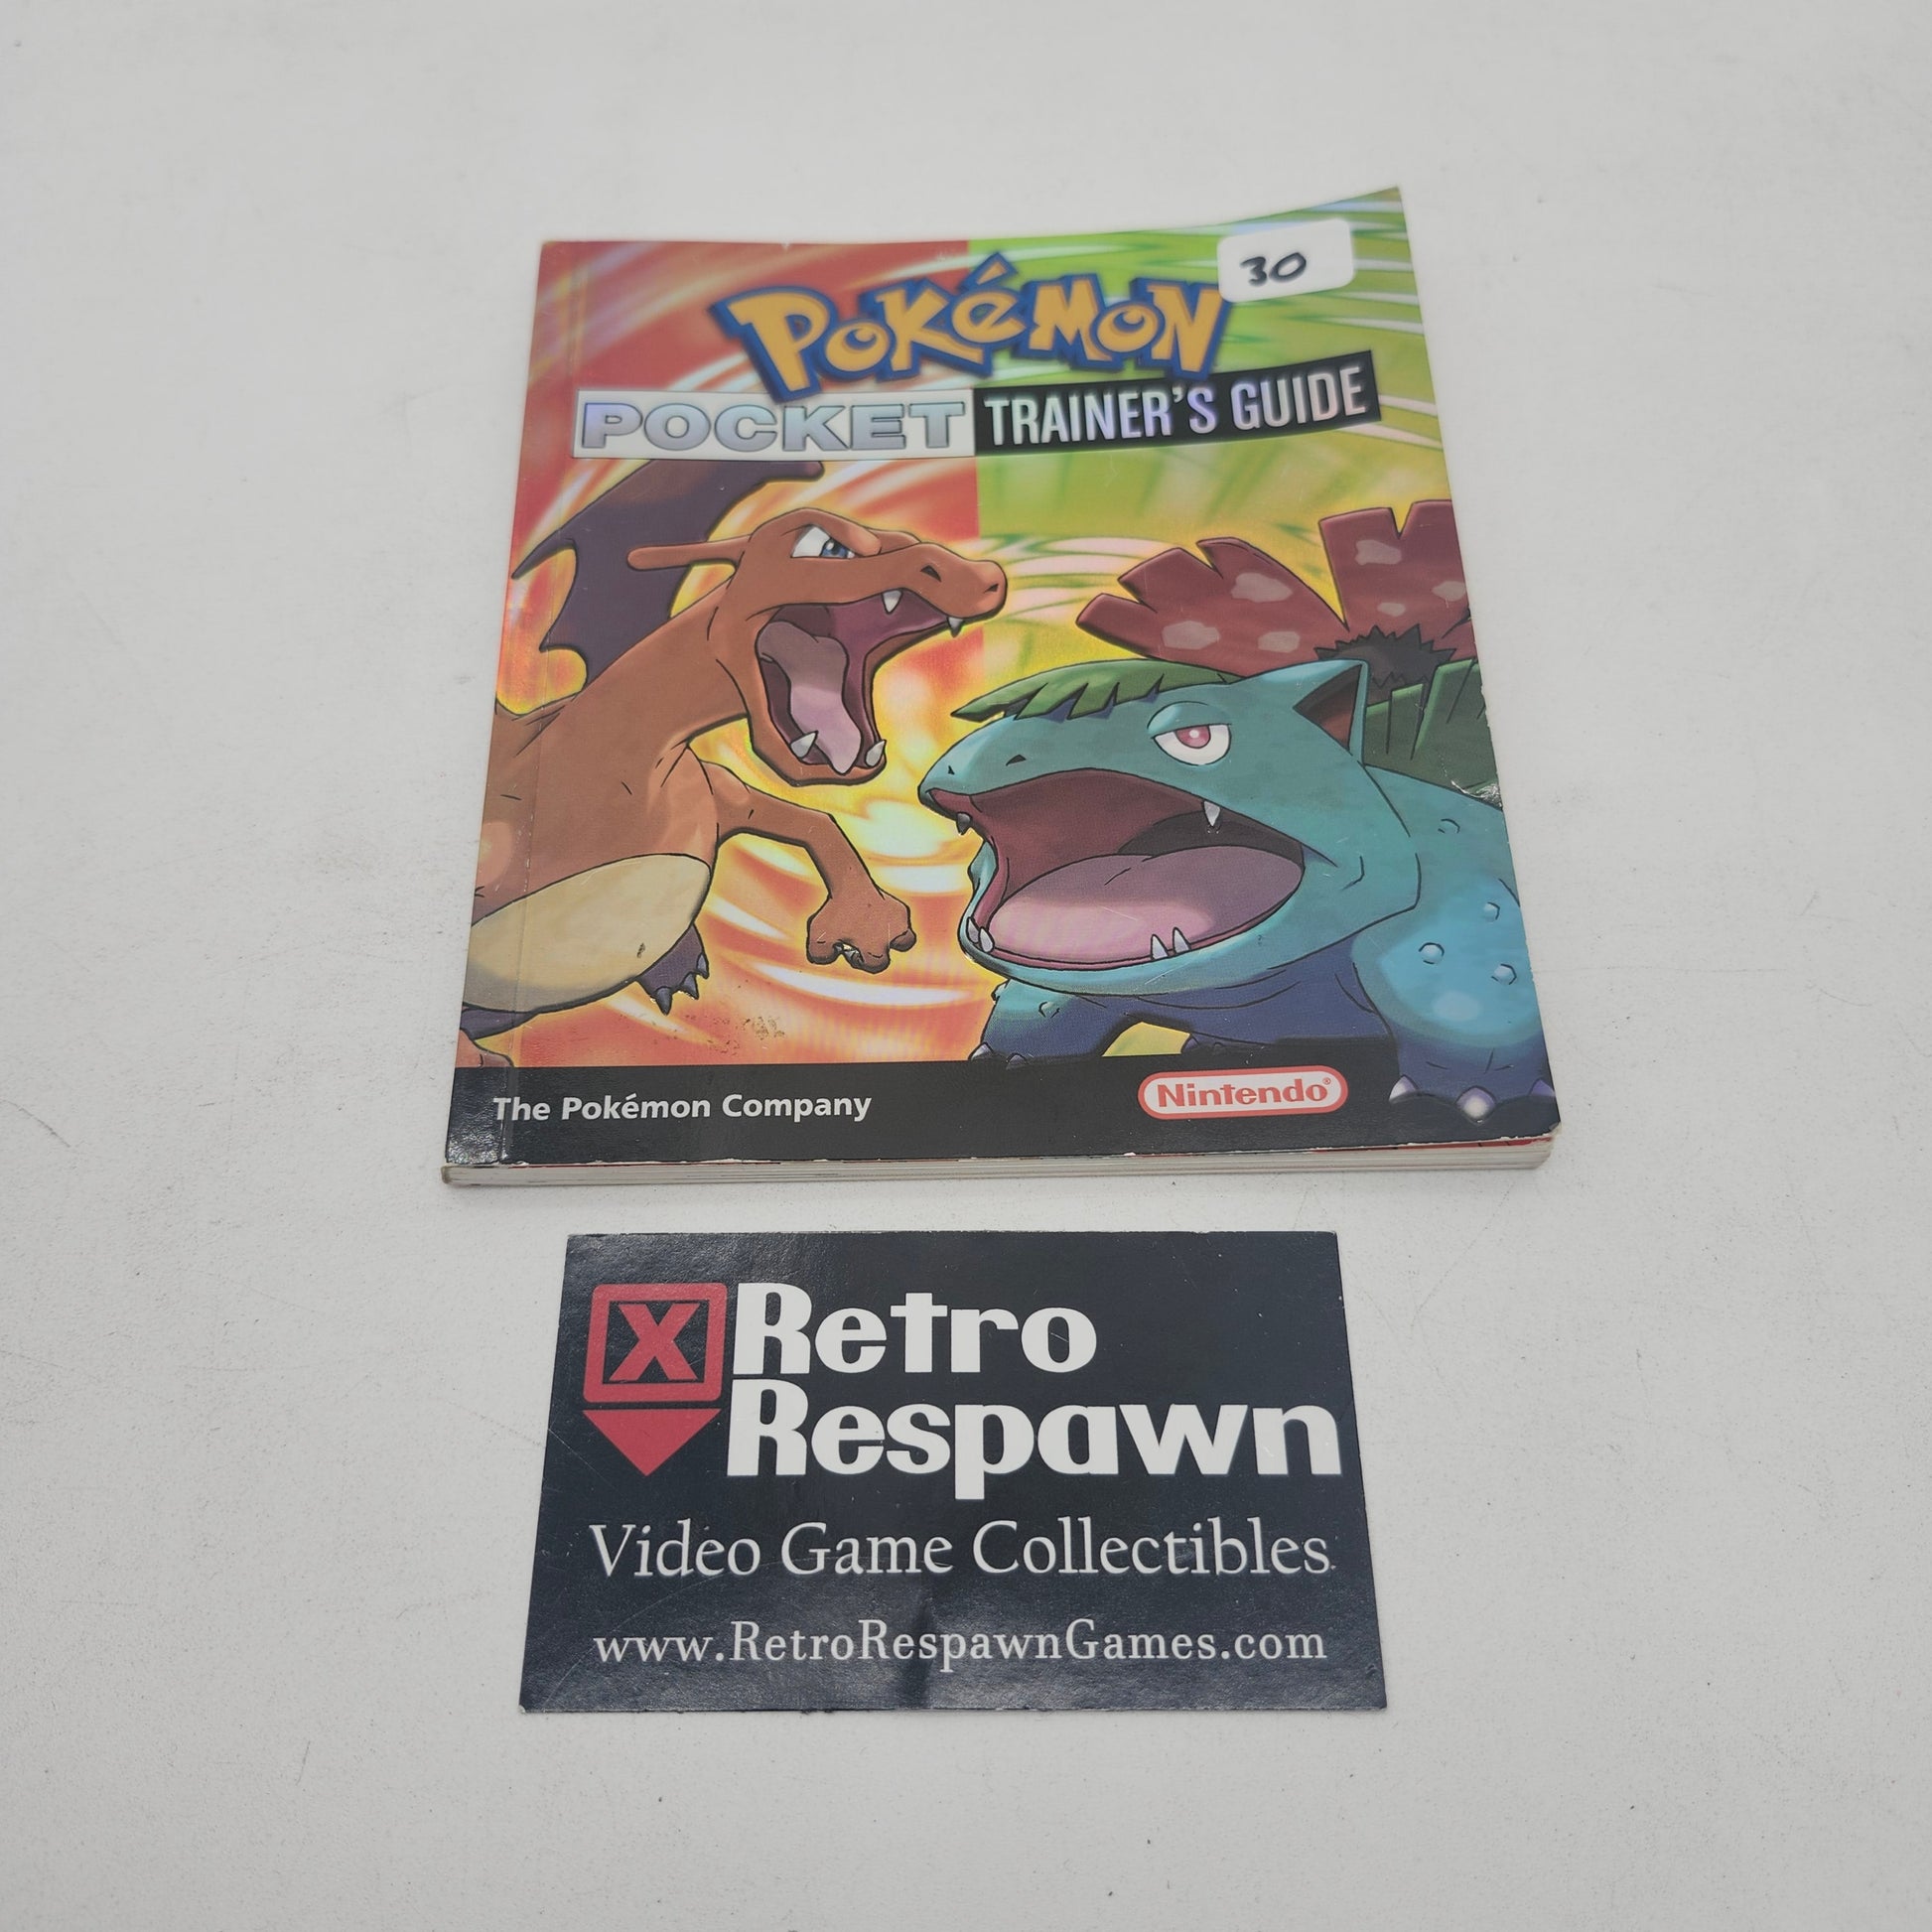 30
Pokémon
POCKET TRAINER'S GUIDE
The Pokémon Company
Nintendo®
X Retro
Respawn
Video Game Collectibles
www.RetroRespawnGames.com